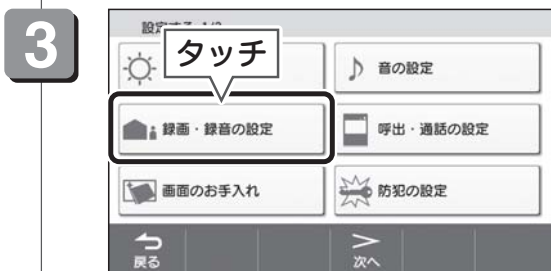 3
設定する 1/2
タッチ
音の設定
録画・録音の設定
呼出・通話の設定
画面のお手入れ
防犯の設定
戻る
次へ